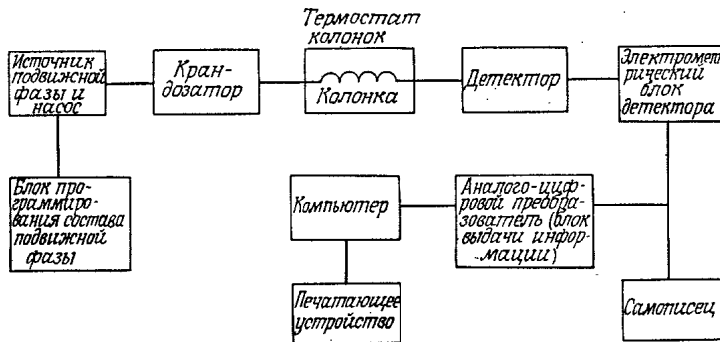 Термостат
колонок
Источник
подвижной
фазы и
насос
Кран-
дозатор
Колонка
Детектор
Электромет-
рический
блок
детектора
Блок про-
граммиро-
вания состава
подвижной
фазы
Компьютер
Аналого-циф-
ровой преобра-
зователь (блок
выдачи инфор-
мации)
Печатающее
устройство
Самописец